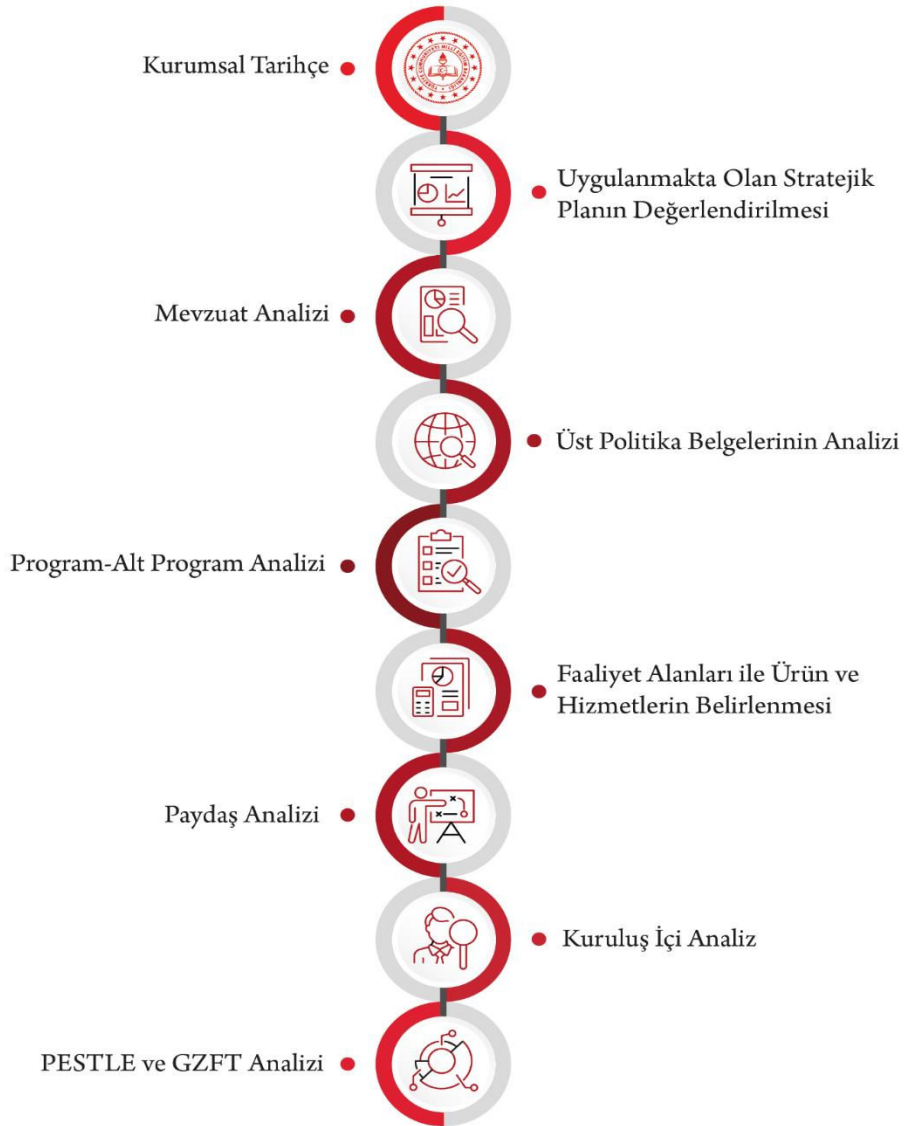 Kurumsal Tarihçe
Uygulanmakta Olan Stratejik
Planın Değerlendirilmesi
Mevzuat Analizi
Üst Politika Belgelerinin Analizi
Program-Alt Program Analizi
Faaliyet Alanları ile Ürün ve
Hizmetlerin Belirlenmesi
Paydaş Analizi
Kuruluş İçi Analiz
PESTLE ve GZFT Analizi